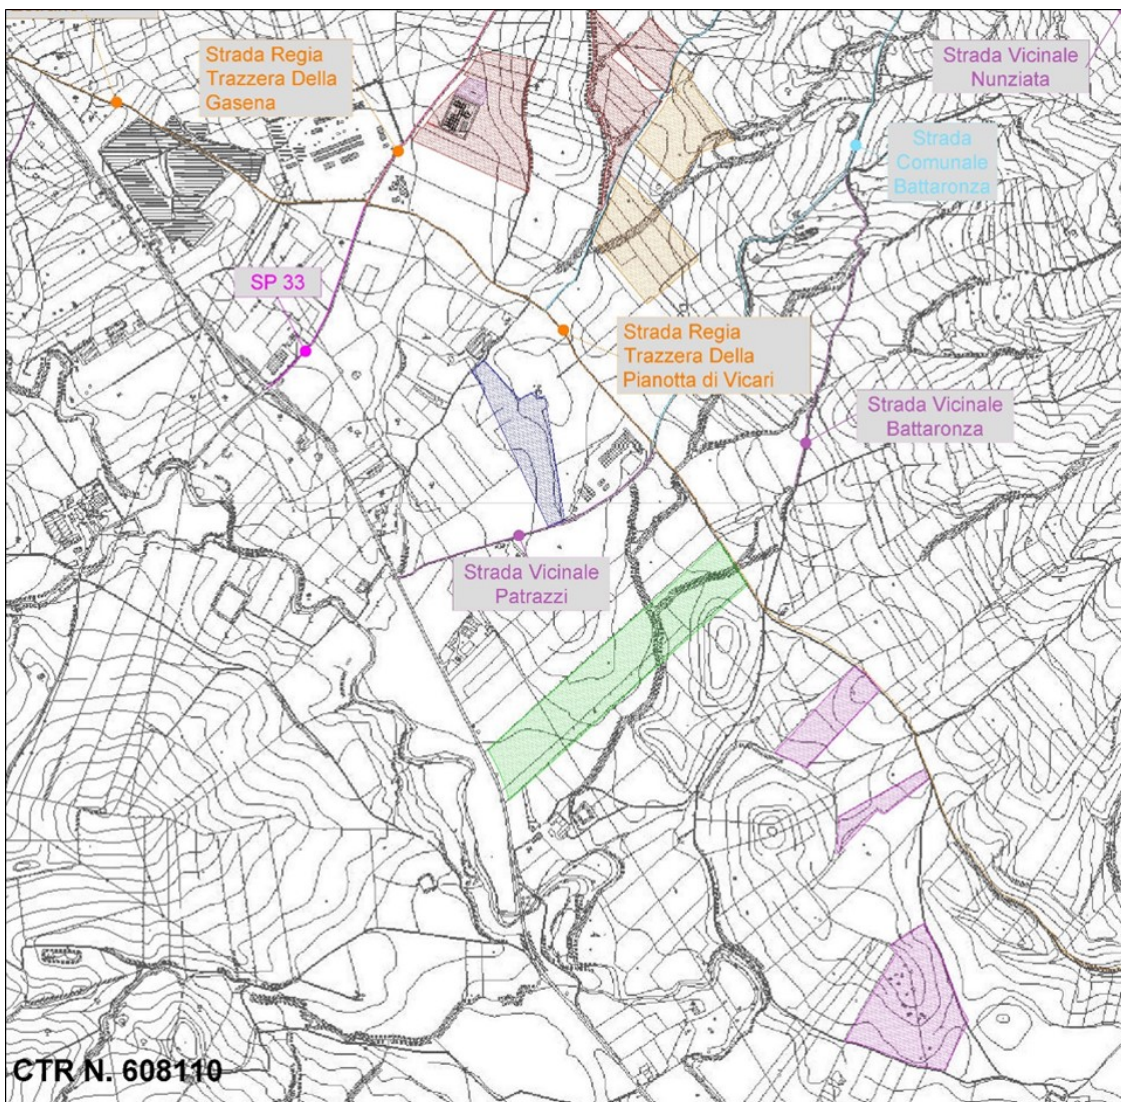 Strada Regia
Trazzera Della
Gasena
Strada Vicinale
Nunziata
Strada
Comunale
Battaronza
SP 33
Strada Regia
Trazzera Della
Pianotta di Vicari
Strada Vicinale
Battaronza
Strada Vicinale
Patrazzi
CTR N. 608110